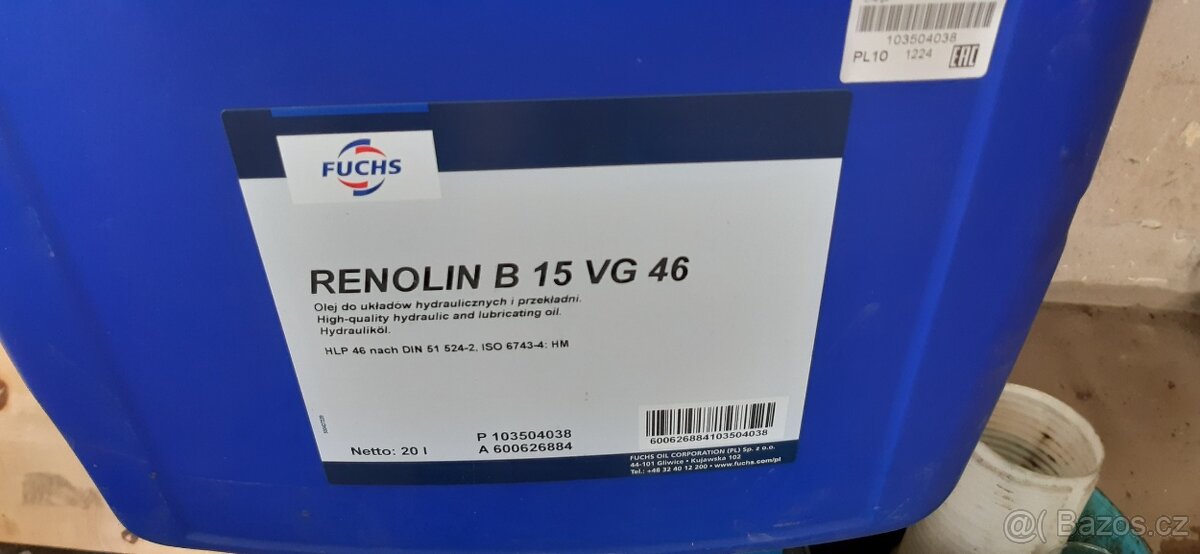 103504038
PL10 1224 EAC
FUCHS
RENOLIN B 15 VG 46
Olej do układów hydraulicznych i przekładni.
High-quality hydraulic and lubricating oil.
Hydrauliköl.
HLP 46 nach DIN 51 524-2, ISO 6743-4: HM
P 103504038
Netto: 20 l A 600626884
600626884103504038
FUCHS OIL CORPORATION (PL) Sp. z o.o.
44-101 Gliwice • Kujawska 102
Tel.: +48 32 40 12 200 • www.fuchs.com/pl
@( Bazos.cz